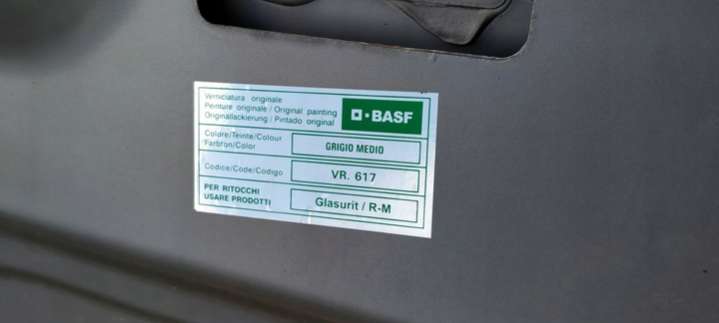 Verniciatura originale
Peinture originale / Original painting
Originallackierung / Pintado original
BASF
Colore/Teinte/Colour
Farbton/Color
GRIGIO MEDIO
Codice/Code/Codigo
VR. 617
PER RITOCCHI
USARE PRODOTTI
Glasurit / R-M